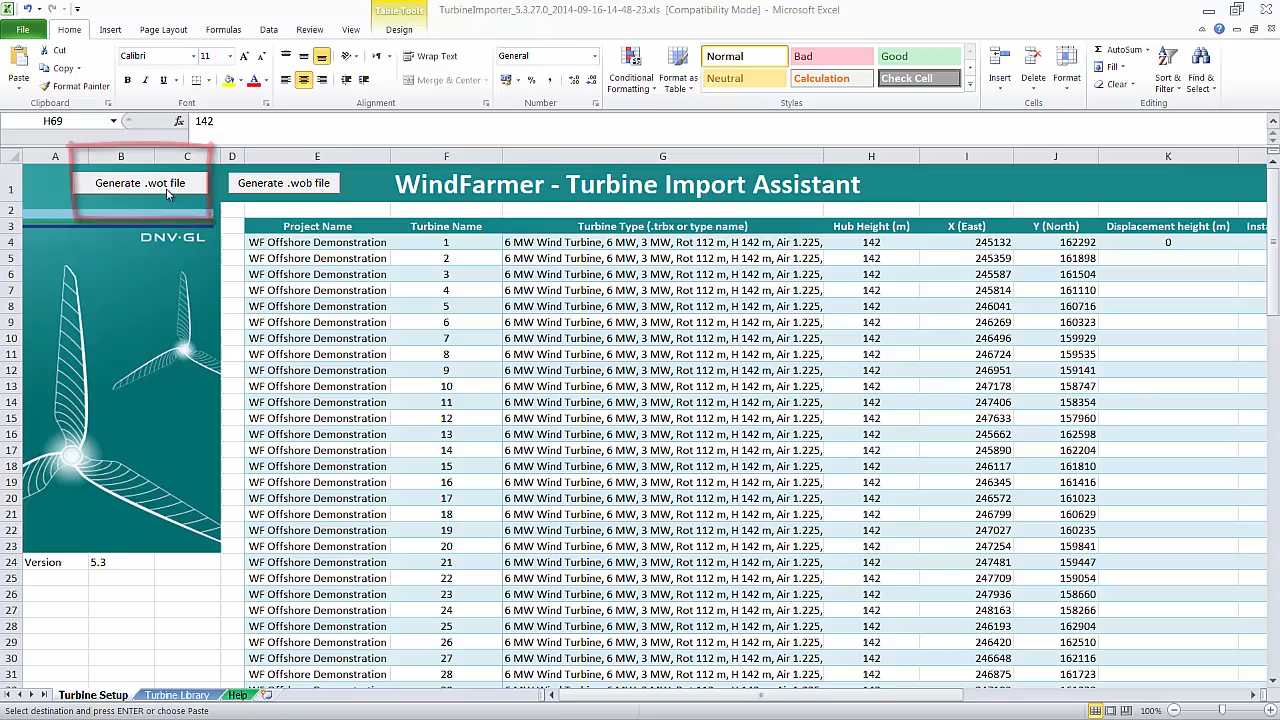 Table Tools
TurbineImporter_5.3.27.0_2014-09-16-14-48-23.xls [Compatibility Mode] - Microsoft Excel
File Home Insert Page Layout Formulas Data Review View Design
Paste Cut Copy Format Painter Clipboard
Calibri 11 B I U A A A Font
Wrap Text Merge & Center Alignment
General % , Number
Conditional Formatting Format as Table Normal Bad Good Neutral Calculation Check Cell Styles
Insert Delete Format Cells
AutoSum Fill Clear Sort & Filter Find & Select Editing
H69 fx 142
A B C D E F G H I J K
1 Generate .wot file Generate .wob file WindFarmer - Turbine Import Assistant
2
3 Project Name Turbine Name Turbine Type (.trbx or type name) Hub Height (m) X (East) Y (North) Displacement height (m) Inst
DNV·GL
4 WF Offshore Demonstration 1 6 MW Wind Turbine, 6 MW, 3 MW, Rot 112 m, H 142 m, Air 1.225, 142 245132 162292 0
5 WF Offshore Demonstration 2 6 MW Wind Turbine, 6 MW, 3 MW, Rot 112 m, H 142 m, Air 1.225, 142 245359 161898
6 WF Offshore Demonstration 3 6 MW Wind Turbine, 6 MW, 3 MW, Rot 112 m, H 142 m, Air 1.225, 142 245587 161504
7 WF Offshore Demonstration 4 6 MW Wind Turbine, 6 MW, 3 MW, Rot 112 m, H 142 m, Air 1.225, 142 245814 161110
8 WF Offshore Demonstration 5 6 MW Wind Turbine, 6 MW, 3 MW, Rot 112 m, H 142 m, Air 1.225, 142 246041 160716
9 WF Offshore Demonstration 6 6 MW Wind Turbine, 6 MW, 3 MW, Rot 112 m, H 142 m, Air 1.225, 142 246269 160323
10 WF Offshore Demonstration 7 6 MW Wind Turbine, 6 MW, 3 MW, Rot 112 m, H 142 m, Air 1.225, 142 246496 159929
11 WF Offshore Demonstration 8 6 MW Wind Turbine, 6 MW, 3 MW, Rot 112 m, H 142 m, Air 1.225, 142 246724 159535
12 WF Offshore Demonstration 9 6 MW Wind Turbine, 6 MW, 3 MW, Rot 112 m, H 142 m, Air 1.225, 142 246951 159141
13 WF Offshore Demonstration 10 6 MW Wind Turbine, 6 MW, 3 MW, Rot 112 m, H 142 m, Air 1.225, 142 247178 158747
14 WF Offshore Demonstration 11 6 MW Wind Turbine, 6 MW, 3 MW, Rot 112 m, H 142 m, Air 1.225, 142 247406 158354
15 WF Offshore Demonstration 12 6 MW Wind Turbine, 6 MW, 3 MW, Rot 112 m, H 142 m, Air 1.225, 142 247633 157960
16 WF Offshore Demonstration 13 6 MW Wind Turbine, 6 MW, 3 MW, Rot 112 m, H 142 m, Air 1.225, 142 245662 162598
17 WF Offshore Demonstration 14 6 MW Wind Turbine, 6 MW, 3 MW, Rot 112 m, H 142 m, Air 1.225, 142 245890 162204
18 WF Offshore Demonstration 15 6 MW Wind Turbine, 6 MW, 3 MW, Rot 112 m, H 142 m, Air 1.225, 142 246117 161810
19 WF Offshore Demonstration 16 6 MW Wind Turbine, 6 MW, 3 MW, Rot 112 m, H 142 m, Air 1.225, 142 246345 161416
20 WF Offshore Demonstration 17 6 MW Wind Turbine, 6 MW, 3 MW, Rot 112 m, H 142 m, Air 1.225, 142 246572 161023
21 WF Offshore Demonstration 18 6 MW Wind Turbine, 6 MW, 3 MW, Rot 112 m, H 142 m, Air 1.225, 142 246799 160629
22 WF Offshore Demonstration 19 6 MW Wind Turbine, 6 MW, 3 MW, Rot 112 m, H 142 m, Air 1.225, 142 247027 160235
23 WF Offshore Demonstration 20 6 MW Wind Turbine, 6 MW, 3 MW, Rot 112 m, H 142 m, Air 1.225, 142 247254 159841
24 Version 5.3 WF Offshore Demonstration 21 6 MW Wind Turbine, 6 MW, 3 MW, Rot 112 m, H 142 m, Air 1.225, 142 247481 159447
25 WF Offshore Demonstration 22 6 MW Wind Turbine, 6 MW, 3 MW, Rot 112 m, H 142 m, Air 1.225, 142 247709 159054
26 WF Offshore Demonstration 23 6 MW Wind Turbine, 6 MW, 3 MW, Rot 112 m, H 142 m, Air 1.225, 142 247936 158660
27 WF Offshore Demonstration 24 6 MW Wind Turbine, 6 MW, 3 MW, Rot 112 m, H 142 m, Air 1.225, 142 248163 158266
28 WF Offshore Demonstration 25 6 MW Wind Turbine, 6 MW, 3 MW, Rot 112 m, H 142 m, Air 1.225, 142 246193 162904
29 WF Offshore Demonstration 26 6 MW Wind Turbine, 6 MW, 3 MW, Rot 112 m, H 142 m, Air 1.225, 142 246420 162510
30 WF Offshore Demonstration 27 6 MW Wind Turbine, 6 MW, 3 MW, Rot 112 m, H 142 m, Air 1.225, 142 246648 162116
31 WF Offshore Demonstration 28 6 MW Wind Turbine, 6 MW, 3 MW, Rot 112 m, H 142 m, Air 1.225, 142 246875 161723
Turbine Setup Turbine Library Help
Select destination and press ENTER or choose Paste 100%